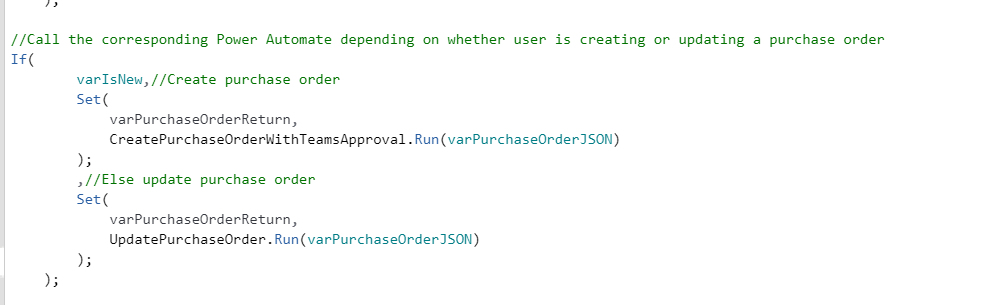 );
//Call the corresponding Power Automate depending on whether user is creating or updating a purchase order
If(
varIsNew,//Create purchase order
Set(
varPurchaseOrderReturn,
CreatePurchaseOrderWithTeamsApproval.Run(varPurchaseOrderJSON)
);
,//Else update purchase order
Set(
varPurchaseOrderReturn,
UpdatePurchaseOrder.Run(varPurchaseOrderJSON)
);
);